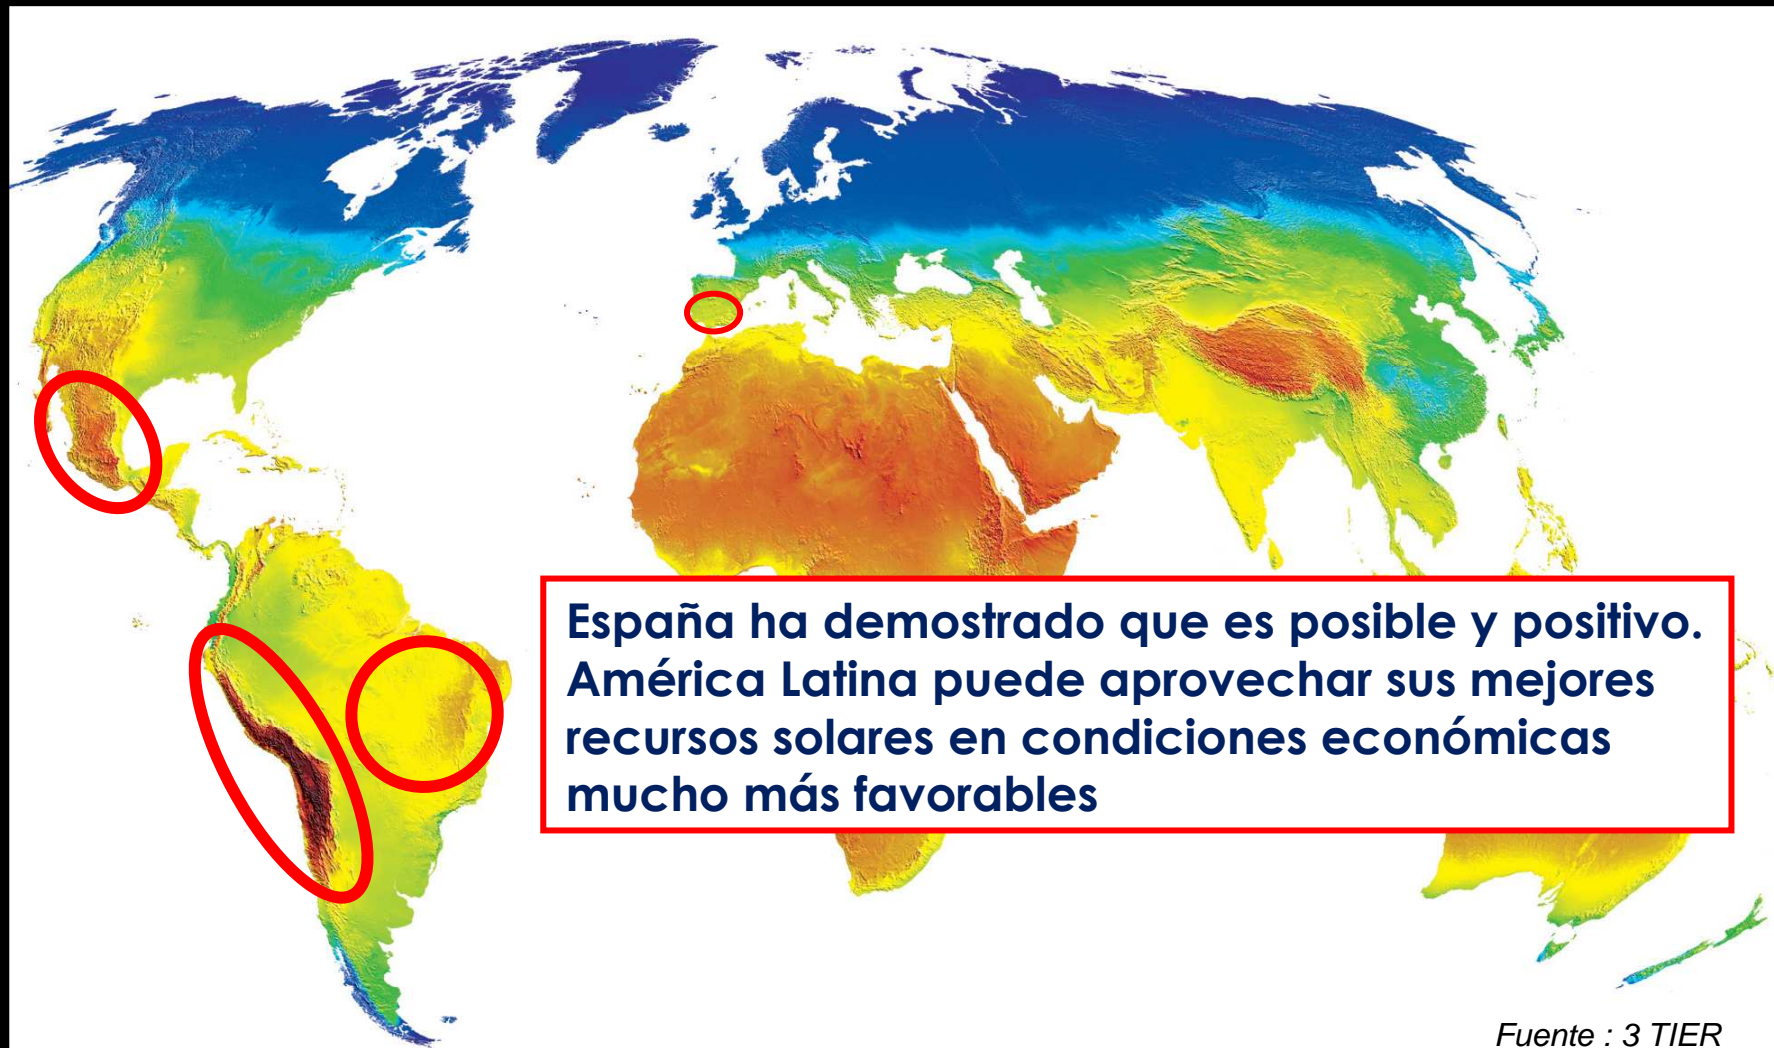 España ha demostrado que es posible y positivo.
América Latina puede aprovechar sus mejores
recursos solares en condiciones económicas
mucho más favorables
Fuente : 3 TIER